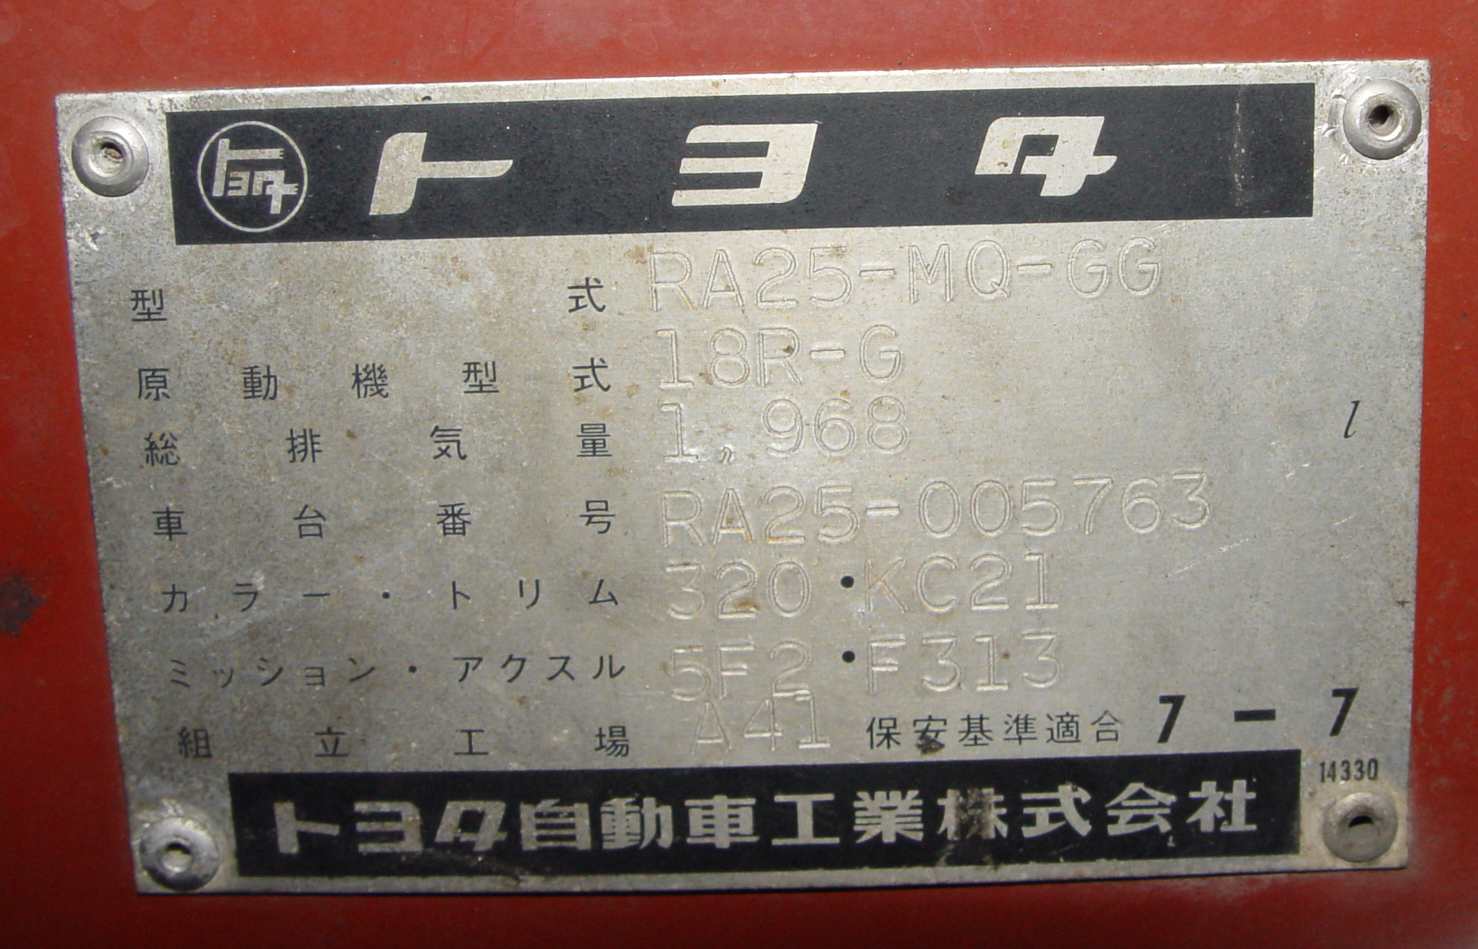 トヨタ トヨタ
型式 RA25-MQ-GG
原動機型式 18R-G
総排気量 1,968 l
車台番号 RA25-005763
カラー・トリム 320・KC21
ミッション・アクスル 5F2・F313
組立工場 A41 保安基準適合 7-7
14330
トヨタ自動車工業株式会社